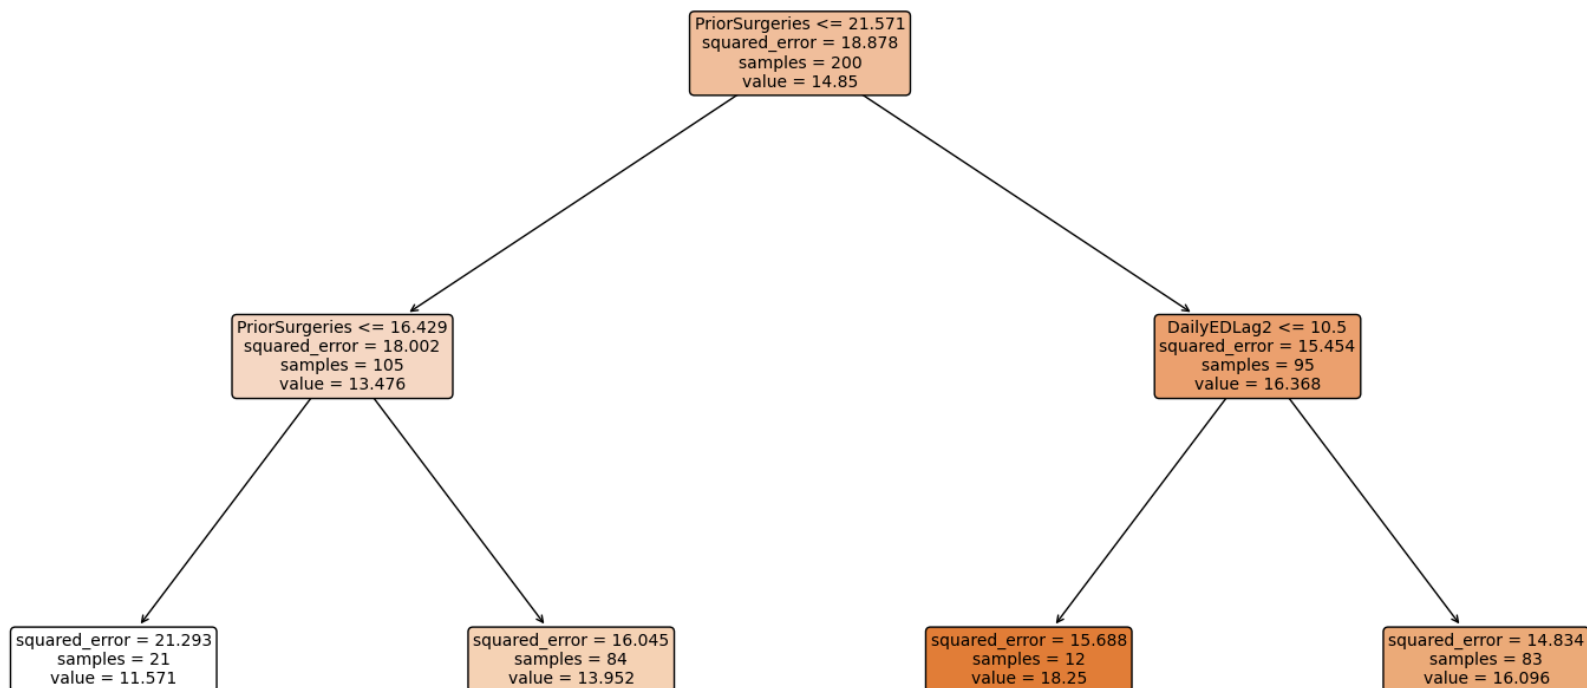 PriorSurgeries <= 21.571
squared_error = 18.878
samples = 200
value = 14.85
PriorSurgeries <= 16.429
squared_error = 18.002
samples = 105
value = 13.476
DailyEDLag2 <= 10.5
squared_error = 15.454
samples = 95
value = 16.368
squared_error = 21.293
samples = 21
value = 11.571
squared_error = 16.045
samples = 84
value = 13.952
squared_error = 15.688
samples = 12
value = 18.25
squared_error = 14.834
samples = 83
value = 16.096